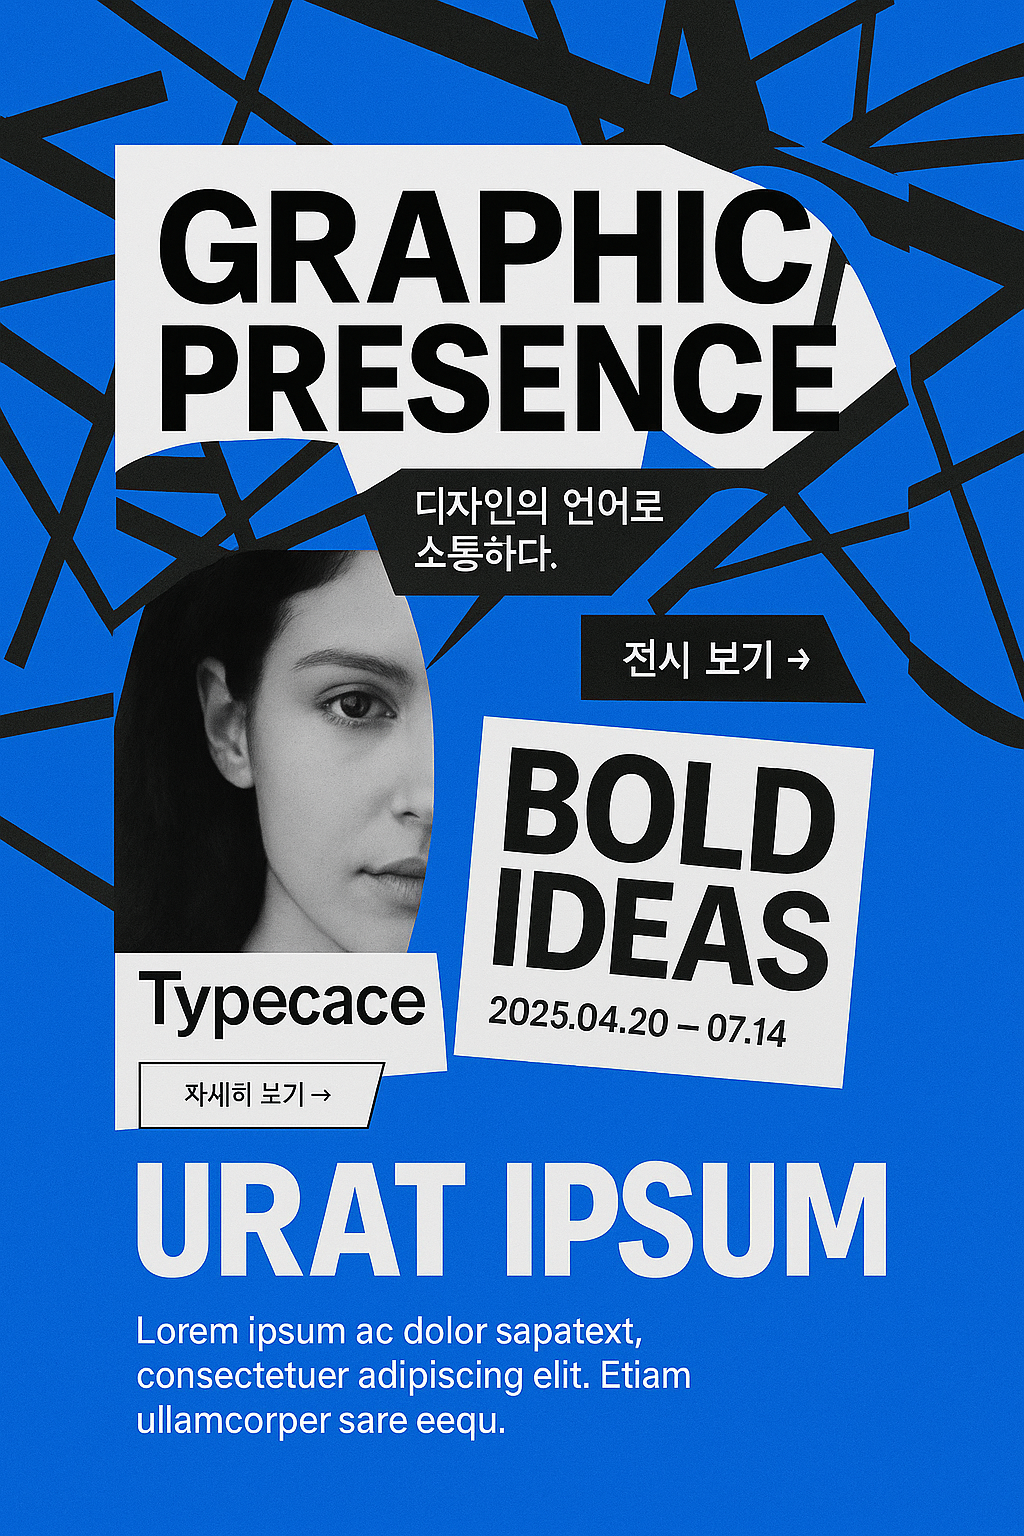 GRAPHIC
PRESENCE
디자인의 언어로
소통하다.
전시 보기 →
BOLD
IDEAS
2025.04.20 – 07.14
Typecace
자세히 보기 →
URAT IPSUM
Lorem ipsum ac dolor sapatext,
consectetuer adipiscing elit. Etiam
ullamcorper sare eequ.